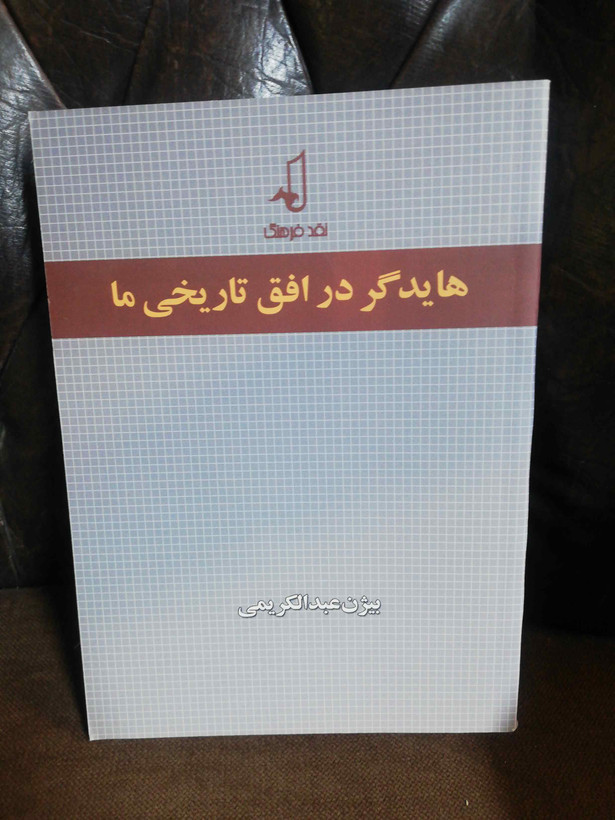 نقد فرهنگ
هایدگر در افق تاریخی ما
بیژن عبدالکریمی